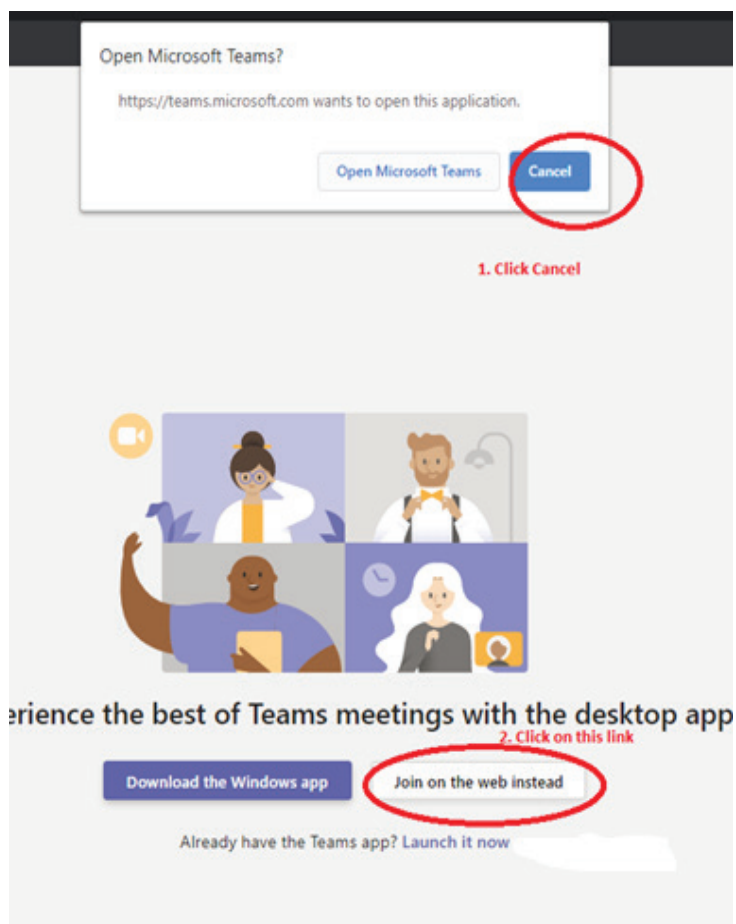 Open Microsoft Teams?
https://teams.microsoft.com wants to open this application.
Open Microsoft Teams
Cancel
1. Click Cancel
erience the best of Teams meetings with the desktop app
2. Click on this link
Download the Windows app
Join on the web instead
Already have the Teams app? Launch it now